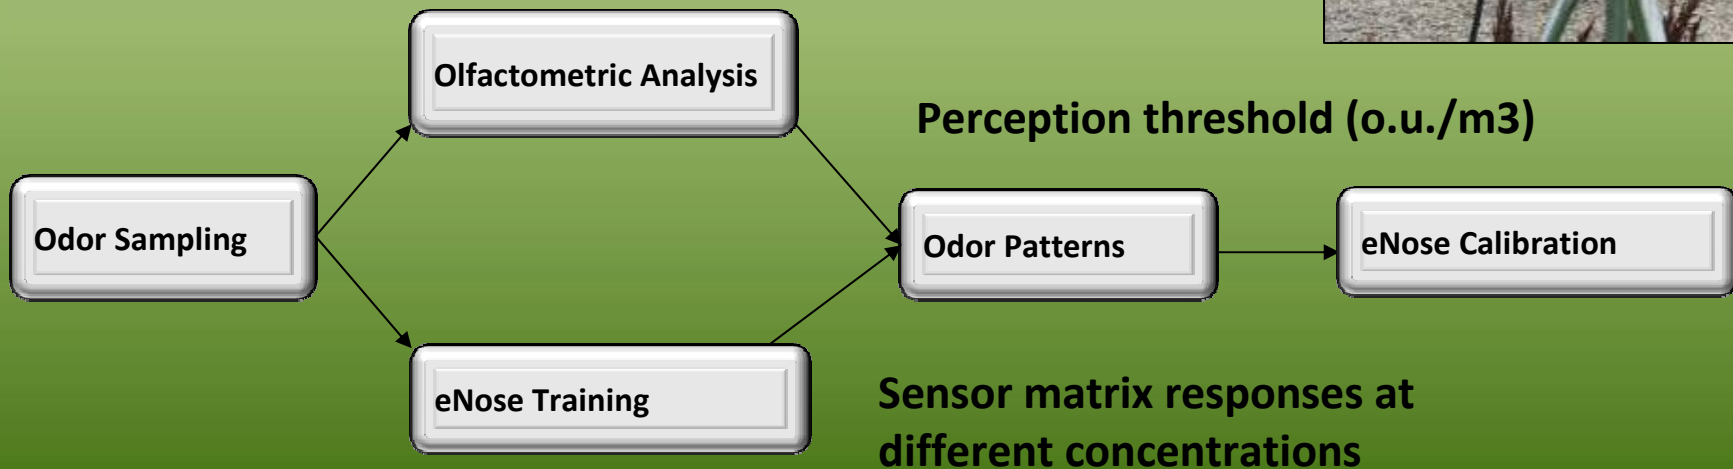 Olfactometric Analysis
Perception threshold (o.u./m3)
Odor Sampling
Odor Patterns
eNose Calibration
eNose Training
Sensor matrix responses at
different concentrations